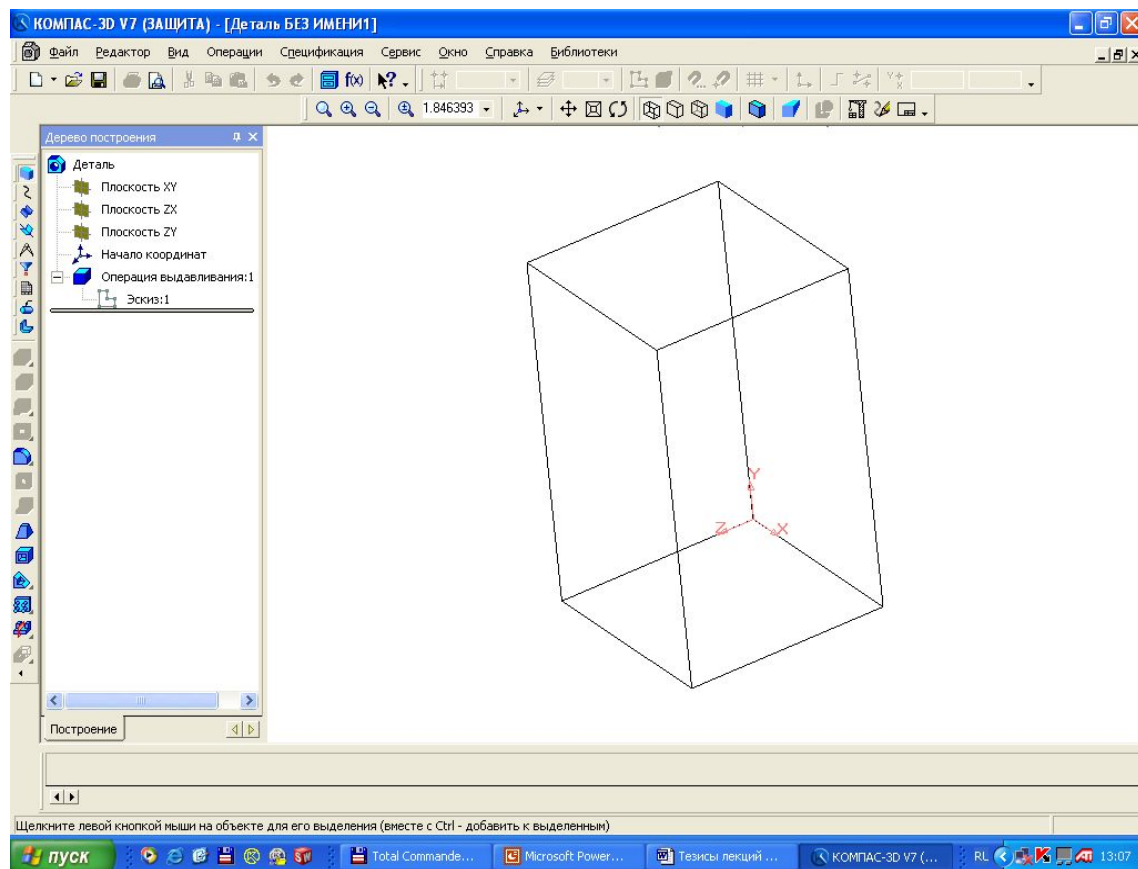 КОМПАС-3D V7 (ЗАЩИТА) - [Деталь БЕЗ ИМЕНИ1]
Файл Редактор Вид Операции Спецификация Сервис Окно Справка Библиотеки
f(x)
1.846393
Дерево построения
Деталь
Плоскость XY
Плоскость ZX
Плоскость ZY
Начало координат
Операция выдавливания:1
Эскиз:1
Y
Z X
Построение
Щелкните левой кнопкой мыши на объекте для его выделения (вместе с Ctrl - добавить к выделенным)
пуск Total Commande... Microsoft Power... Тезисы лекций ... КОМПАС-3D V7 (... RL 13:07